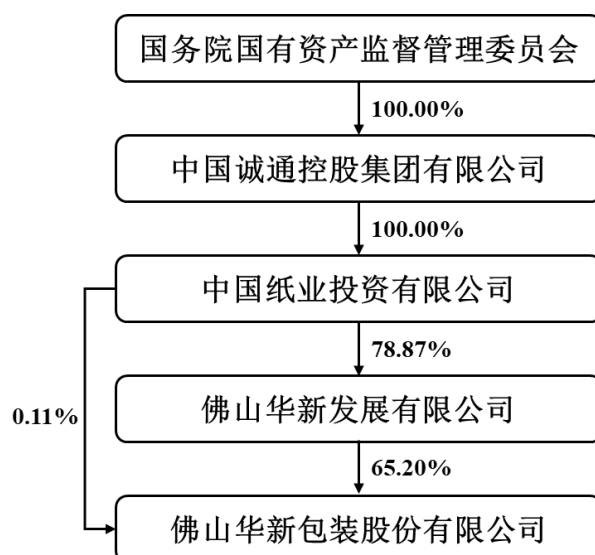 国务院国有资产监督管理委员会
100.00%
中国诚通控股集团有限公司
100.00%
中国纸业投资有限公司
78.87%
0.11%
佛山华新发展有限公司
65.20%
佛山华新包装股份有限公司